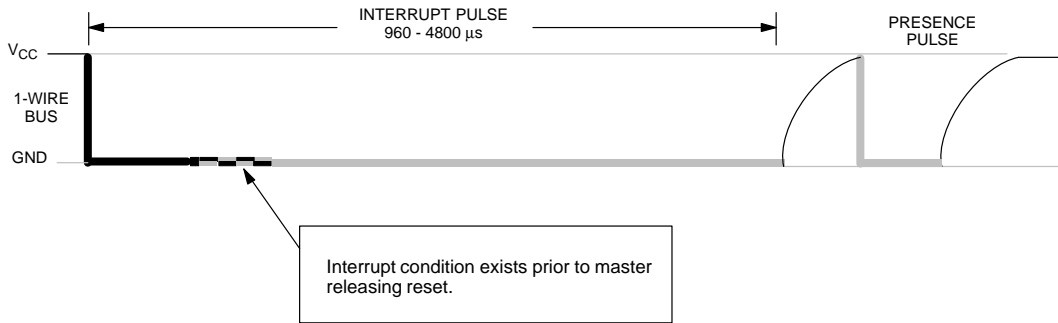 INTERRUPT PULSE
960 - 4800 μs
PRESENCE
PULSE
VCC
1-WIRE
BUS
GND
Interrupt condition exists prior to master
releasing reset.